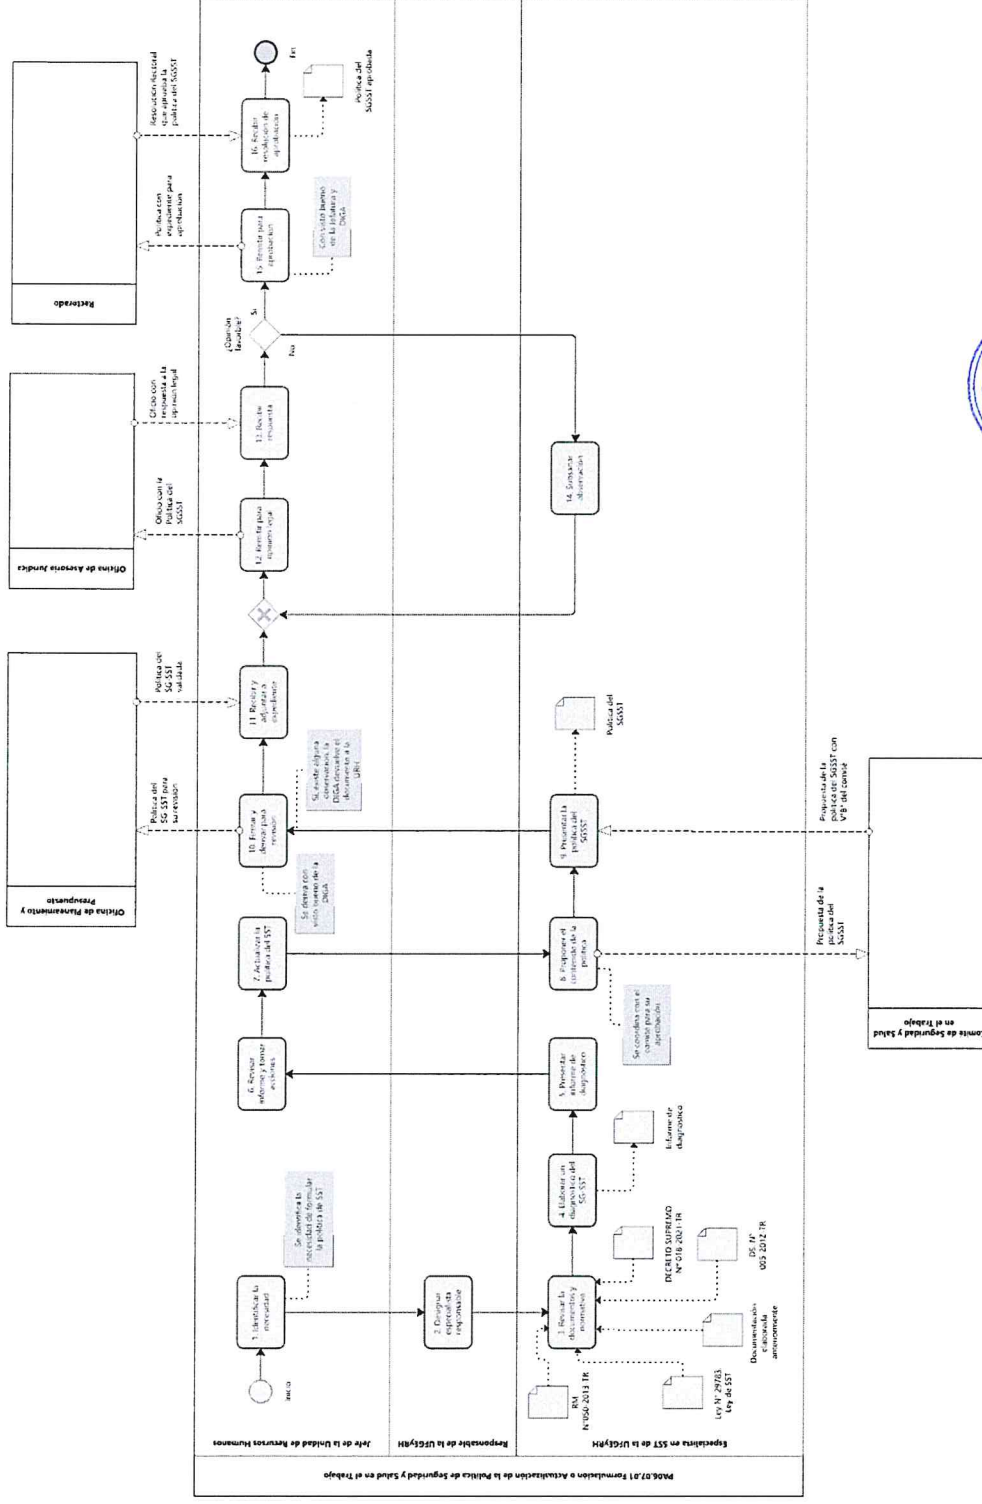 PA06.07.01 Formulación o Actualización de la Política de Seguridad y Salud en el Trabajo
Jefe de la Unidad de Recursos Humanos
Responsable de la UFGEyRH
Especialista en SST de la UFGEyRH
Inicio
1. Identificar la
necesidad
Se identifica la
necesidad de formular
la política de SST
2. Designar
especialista
responsable
3. Revisar la
documentos y
normativa
RM
N°050-2013-TR
Ley N° 29783,
Ley de SST
Documentación
elaborada
anteriormente
DS. N°
005-2012-TR
DECRETO SUPREMO
N° 018-2021-TR
4. Elaborar un
diagnóstico del
SG-SST
Informe de
diagnóstico
5. Presentar
informe de
diagnóstico
6. Revisar
informe y tomar
acciones
7. Actualizar la
política del SST
8. Proponer el
contenido de la
política
Se coordina con el
comité para su
aprobación
Propuesta de la
política del
SGSST
Comité de Seguridad y Salud
en el Trabajo
Propuesta de la
política del SGSST con
V°B° del comité
9. Presentar la
política del
SGSST
Política del
SGSST
10. Firmar y
derivar para
revisión
Se deriva con
visto bueno de la
DIGA
Si, existe alguna
observación, la
DIGA devuelve el
documento a la
URH
Política del
SG-SST para
su revisión
Oficina de Planeamiento y
Presupuesto
Política del
SG-SST
validada
11. Recibir y
adjuntar a
expediente
12. Remitir para
opinión legal
Oficio con la
Política del
SGSST
Oficina de Asesoría Jurídica
Oficio con
respuesta a la
opinión legal
13. Recibir
respuesta
¿Opinión
favorable?
Si
No
14. Subsanar
observación
15. Remitir para
aprobación
Con visto bueno
de la Jefatura y
DIGA
Política con
expediente para
aprobación
Rectorado
Resolución Rectoral
que aprueba la
política del SGSST
16. Recibir
resolución de
aprobación
Política del
SGSST aprobada
Fin